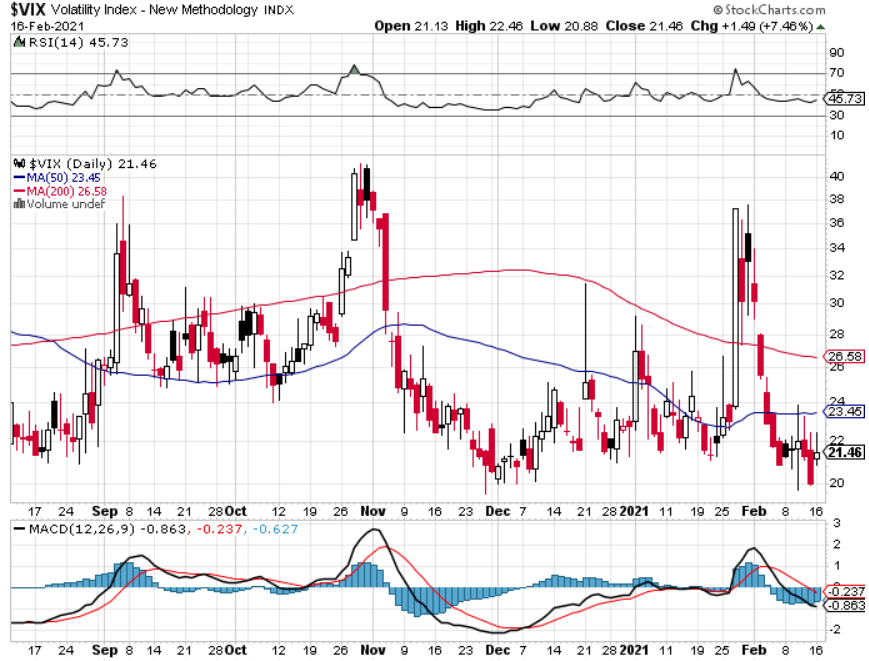 $VIX Volatility Index - New Methodology INDX © StockCharts.com
16-Feb-2021 Open 21.13 High 22.46 Low 20.88 Close 21.46 Chg +1.49 (+7.46%)
RSI(14) 45.73
90
70
45.73
30
10
$VIX (Daily) 21.46
MA(50) 23.45
MA(200) 26.58
Volume undef
40
38
36
34
32
30
28
26.58
26
24
23.45
22
21.46
20
17 24 Sep 8 14 21 28 Oct 12 19 26 Nov 9 16 23 Dec 7 14 21 28 2021 11 19 25 Feb 8 16
MACD(12,26,9) -0.863, -0.237, -0.627
3
2
1
0
-0.237
-0.863
-2
17 24 Sep 8 14 21 28 Oct 12 19 26 Nov 9 16 23 Dec 7 14 21 28 2021 11 19 25 Feb 8 16